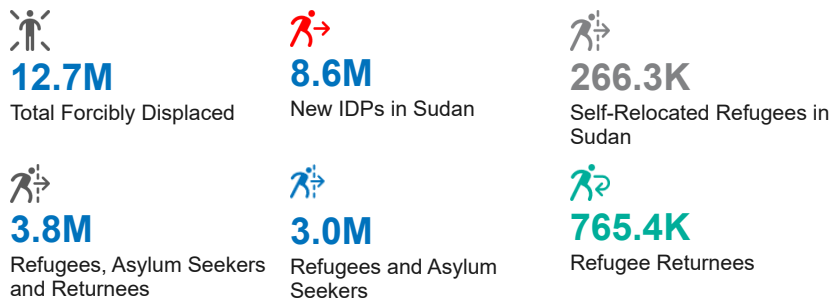 12.7M
Total Forcibly Displaced
8.6M
New IDPs in Sudan
266.3K
Self-Relocated Refugees in
Sudan
3.8M
Refugees, Asylum Seekers
and Returnees
3.0M
Refugees and Asylum
Seekers
765.4K
Refugee Returnees